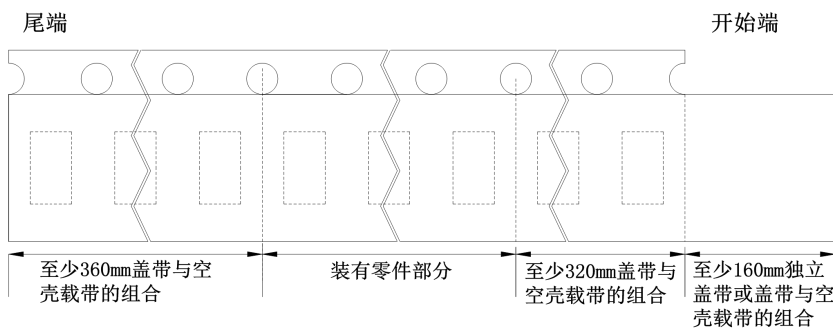 尾端
开始端
至少360mm盖带与空
壳载带的组合
装有零件部分
至少320mm盖带与
空壳载带的组合
至少160mm独立
盖带或盖带与空
壳载带的组合